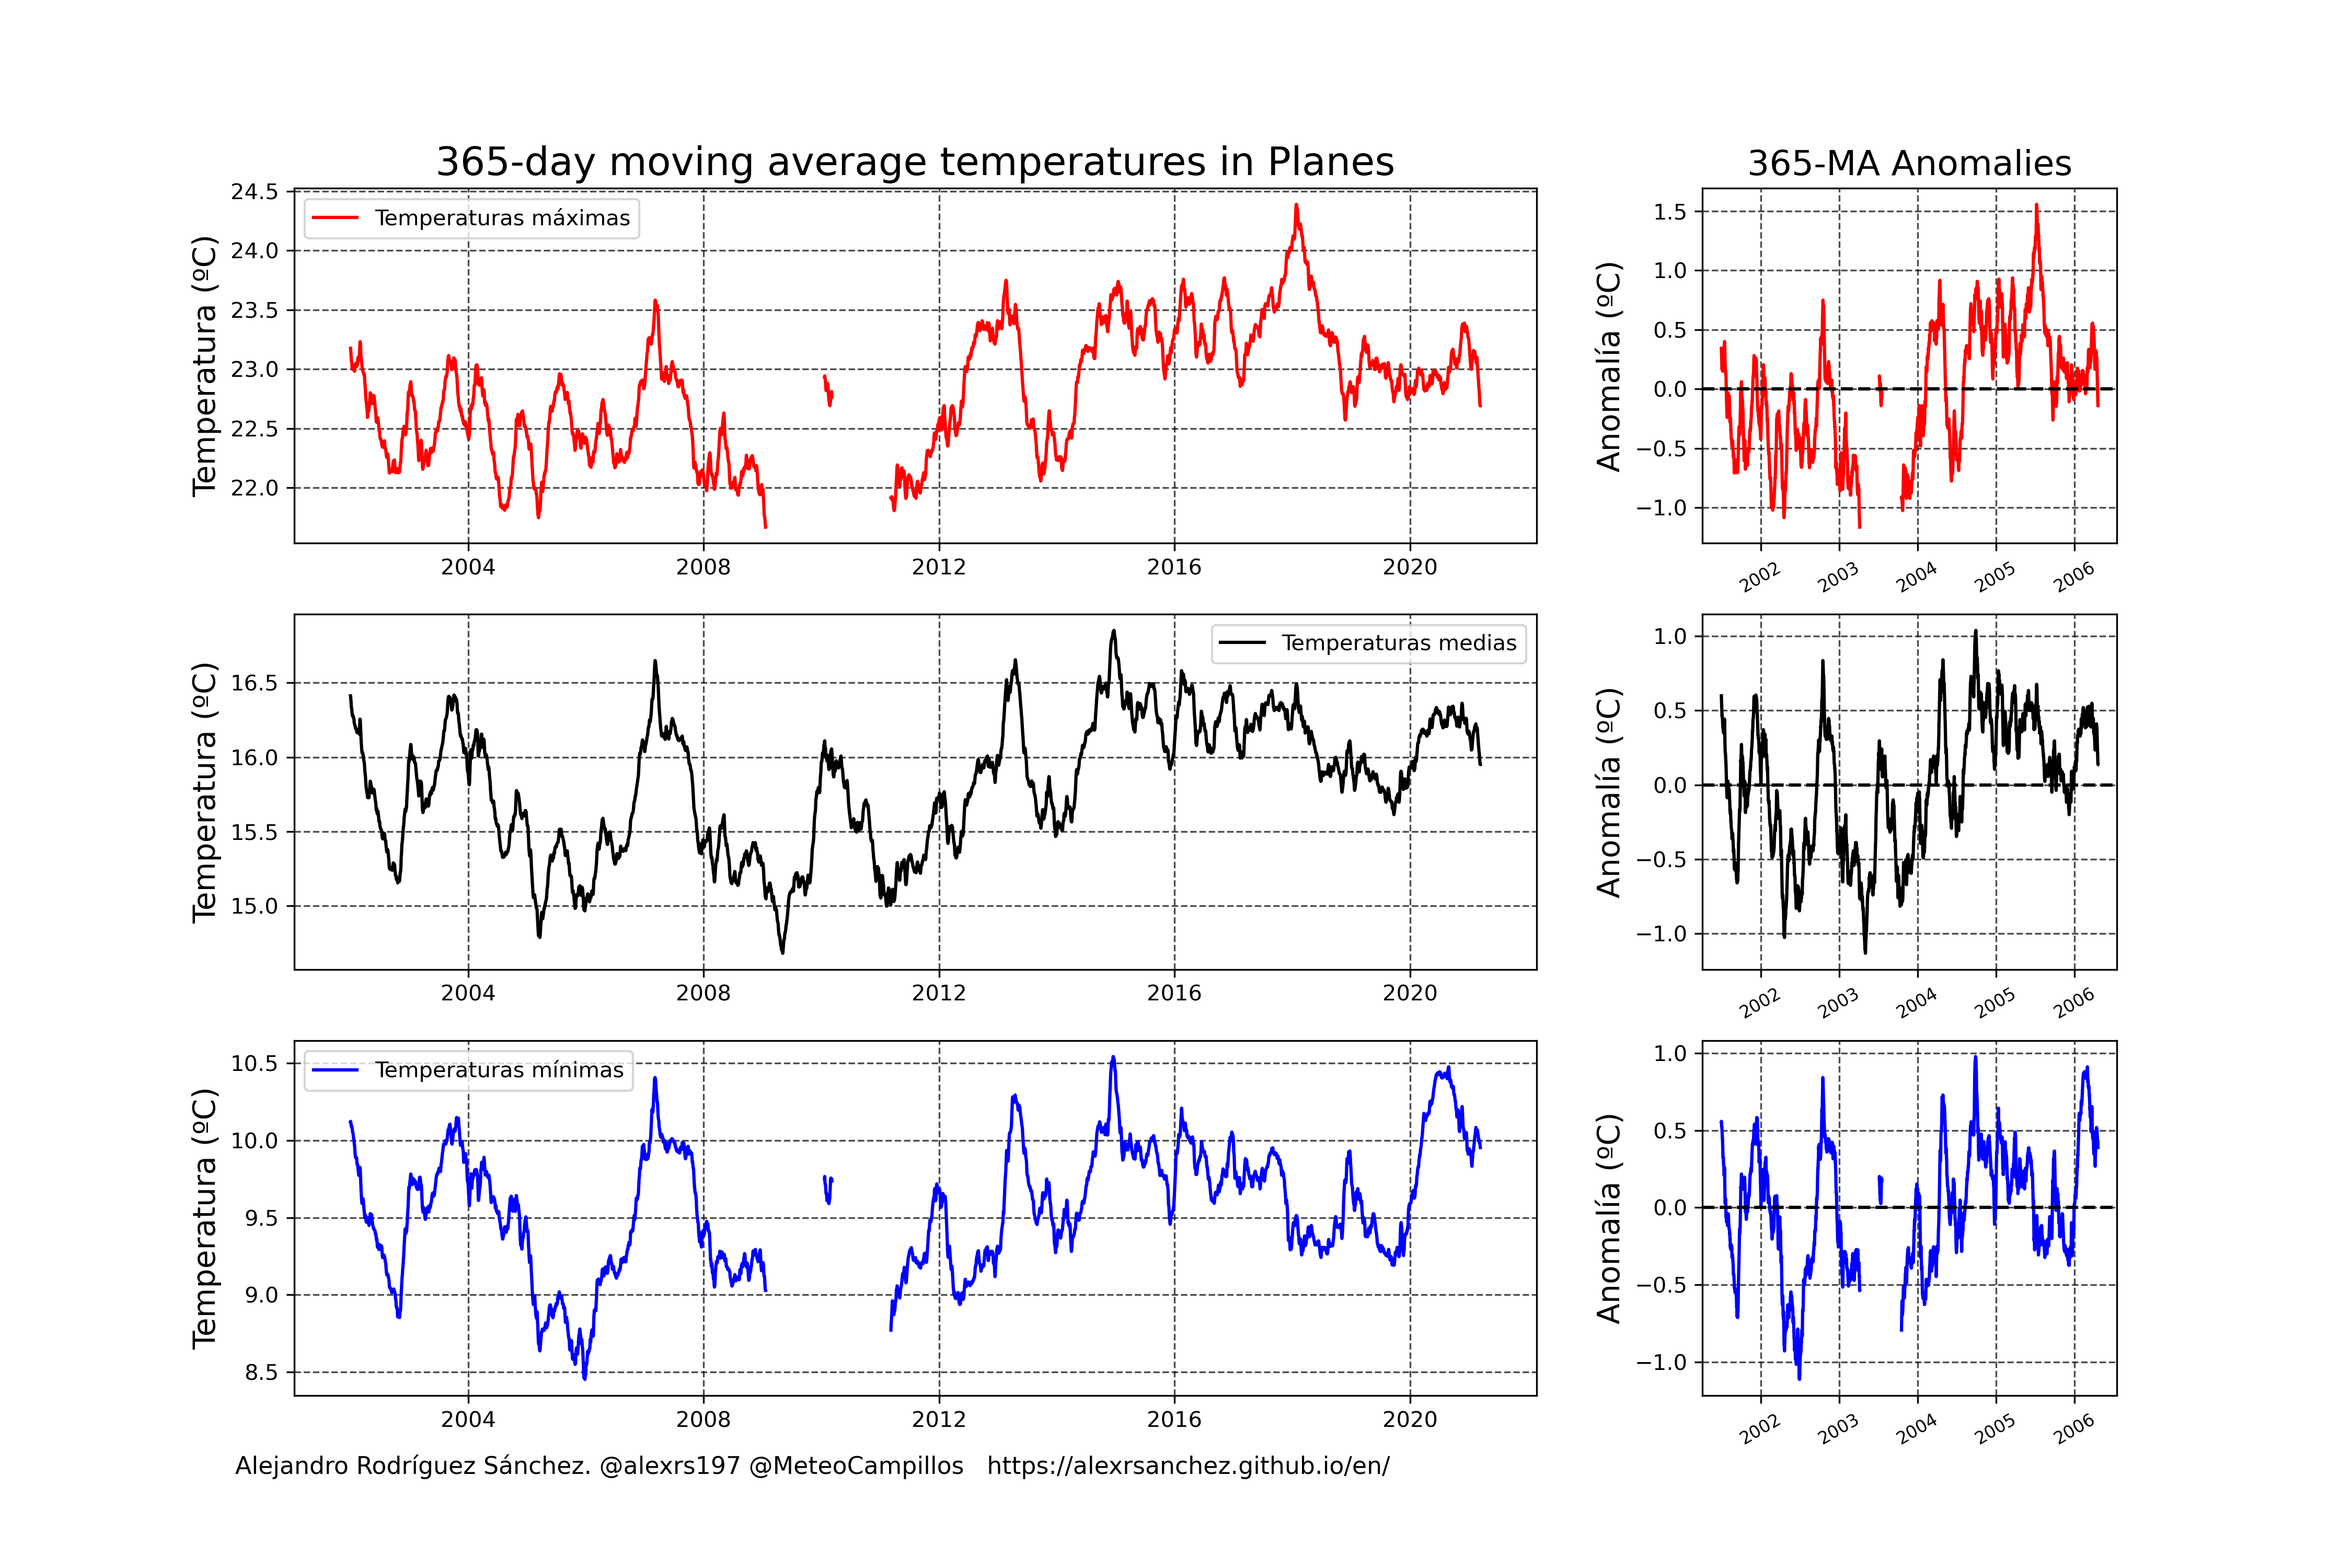 365-day moving average temperatures in Planes
24.5
24.0
23.5
23.0
22.5
22.0
Temperatura (ºC)
Temperaturas máximas
2004 2008 2012 2016 2020
365-MA Anomalies
1.5
1.0
0.5
0.0
−0.5
−1.0
Anomalía (ºC)
2002 2003 2004 2005 2006
16.5
16.0
15.5
15.0
Temperatura (ºC)
Temperaturas medias
2004 2008 2012 2016 2020
1.0
0.5
0.0
−0.5
−1.0
Anomalía (ºC)
2002 2003 2004 2005 2006
10.5
10.0
9.5
9.0
8.5
Temperatura (ºC)
Temperaturas mínimas
2004 2008 2012 2016 2020
1.0
0.5
0.0
−0.5
−1.0
Anomalía (ºC)
2002 2003 2004 2005 2006
Alejandro Rodríguez Sánchez. @alexrs197 @MeteoCampillos https://alexrsanchez.github.io/en/